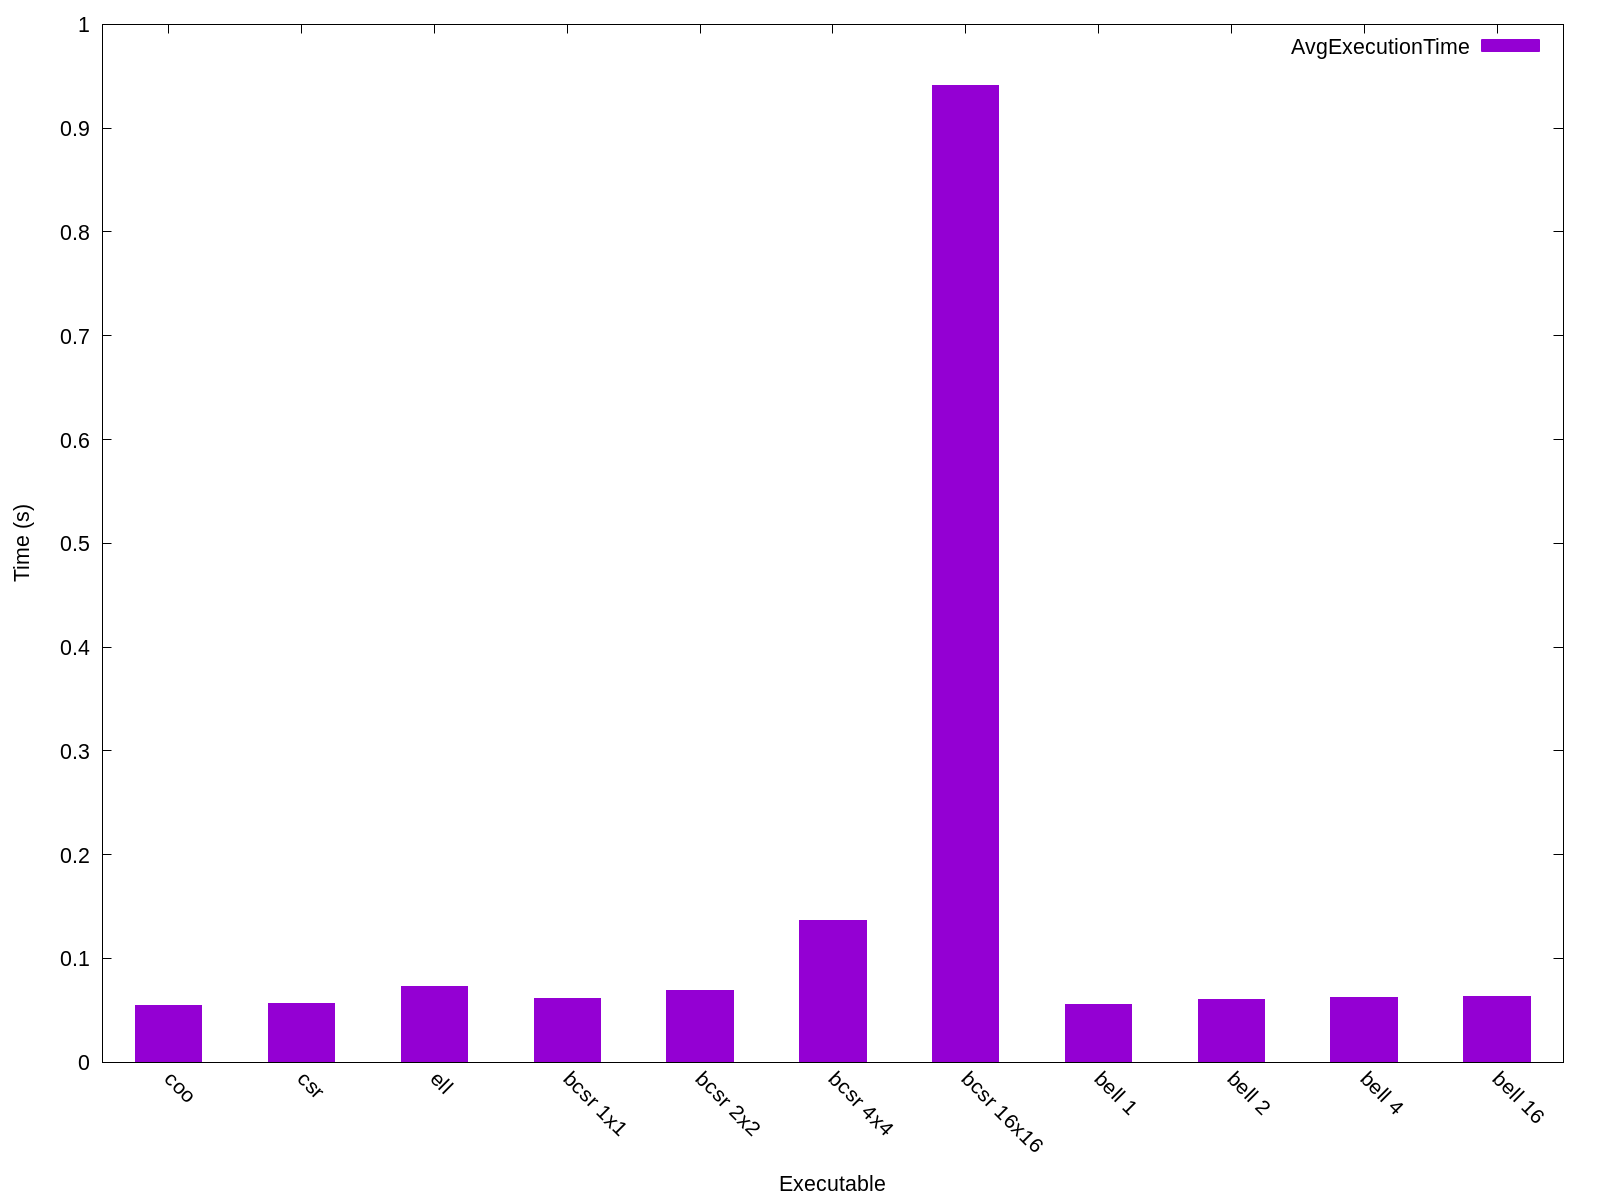 AvgExecutionTime
1
0.9
0.8
0.7
0.6
0.5
0.4
0.3
0.2
0.1
0
Time (s)
coo
csr
ell
bcsr 1x1
bcsr 2x2
bcsr 4x4
bcsr 16x16
bell 1
bell 2
bell 4
bell 16
Executable